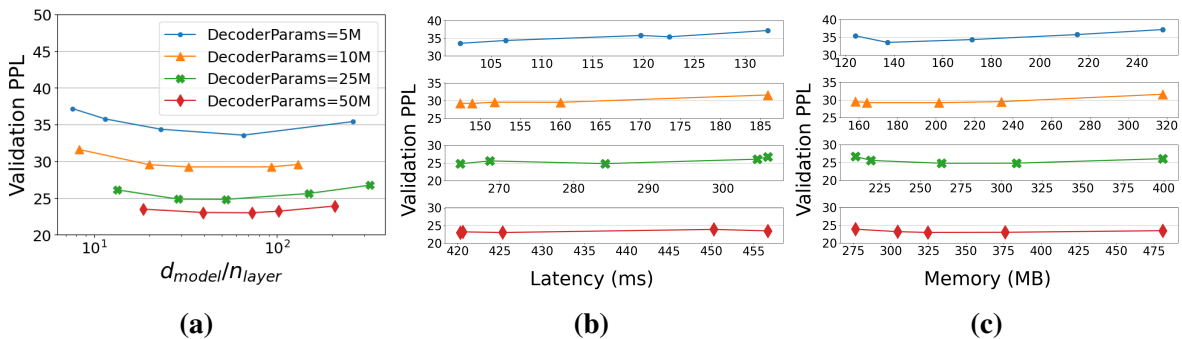 Validation PPL
50
45
40
35
30
25
20
DecoderParams=5M
DecoderParams=10M
DecoderParams=25M
DecoderParams=50M
10^1 10^2
d_model/n_layer
(a)
Validation PPL
40
35
30
105 110 115 120 125 130
35
30
25
150 155 160 165 170 175 180 185
30
25
20
270 280 290 300
30
25
20
420 425 430 435 440 445 450 455
Latency (ms)
(b)
Validation PPL
40
35
30
120 140 160 180 200 220 240
35
30
25
160 180 200 220 240 260 280 300 320
30
25
20
225 250 275 300 325 350 375 400
30
25
20
275 300 325 350 375 400 425 450 475
Memory (MB)
(c)